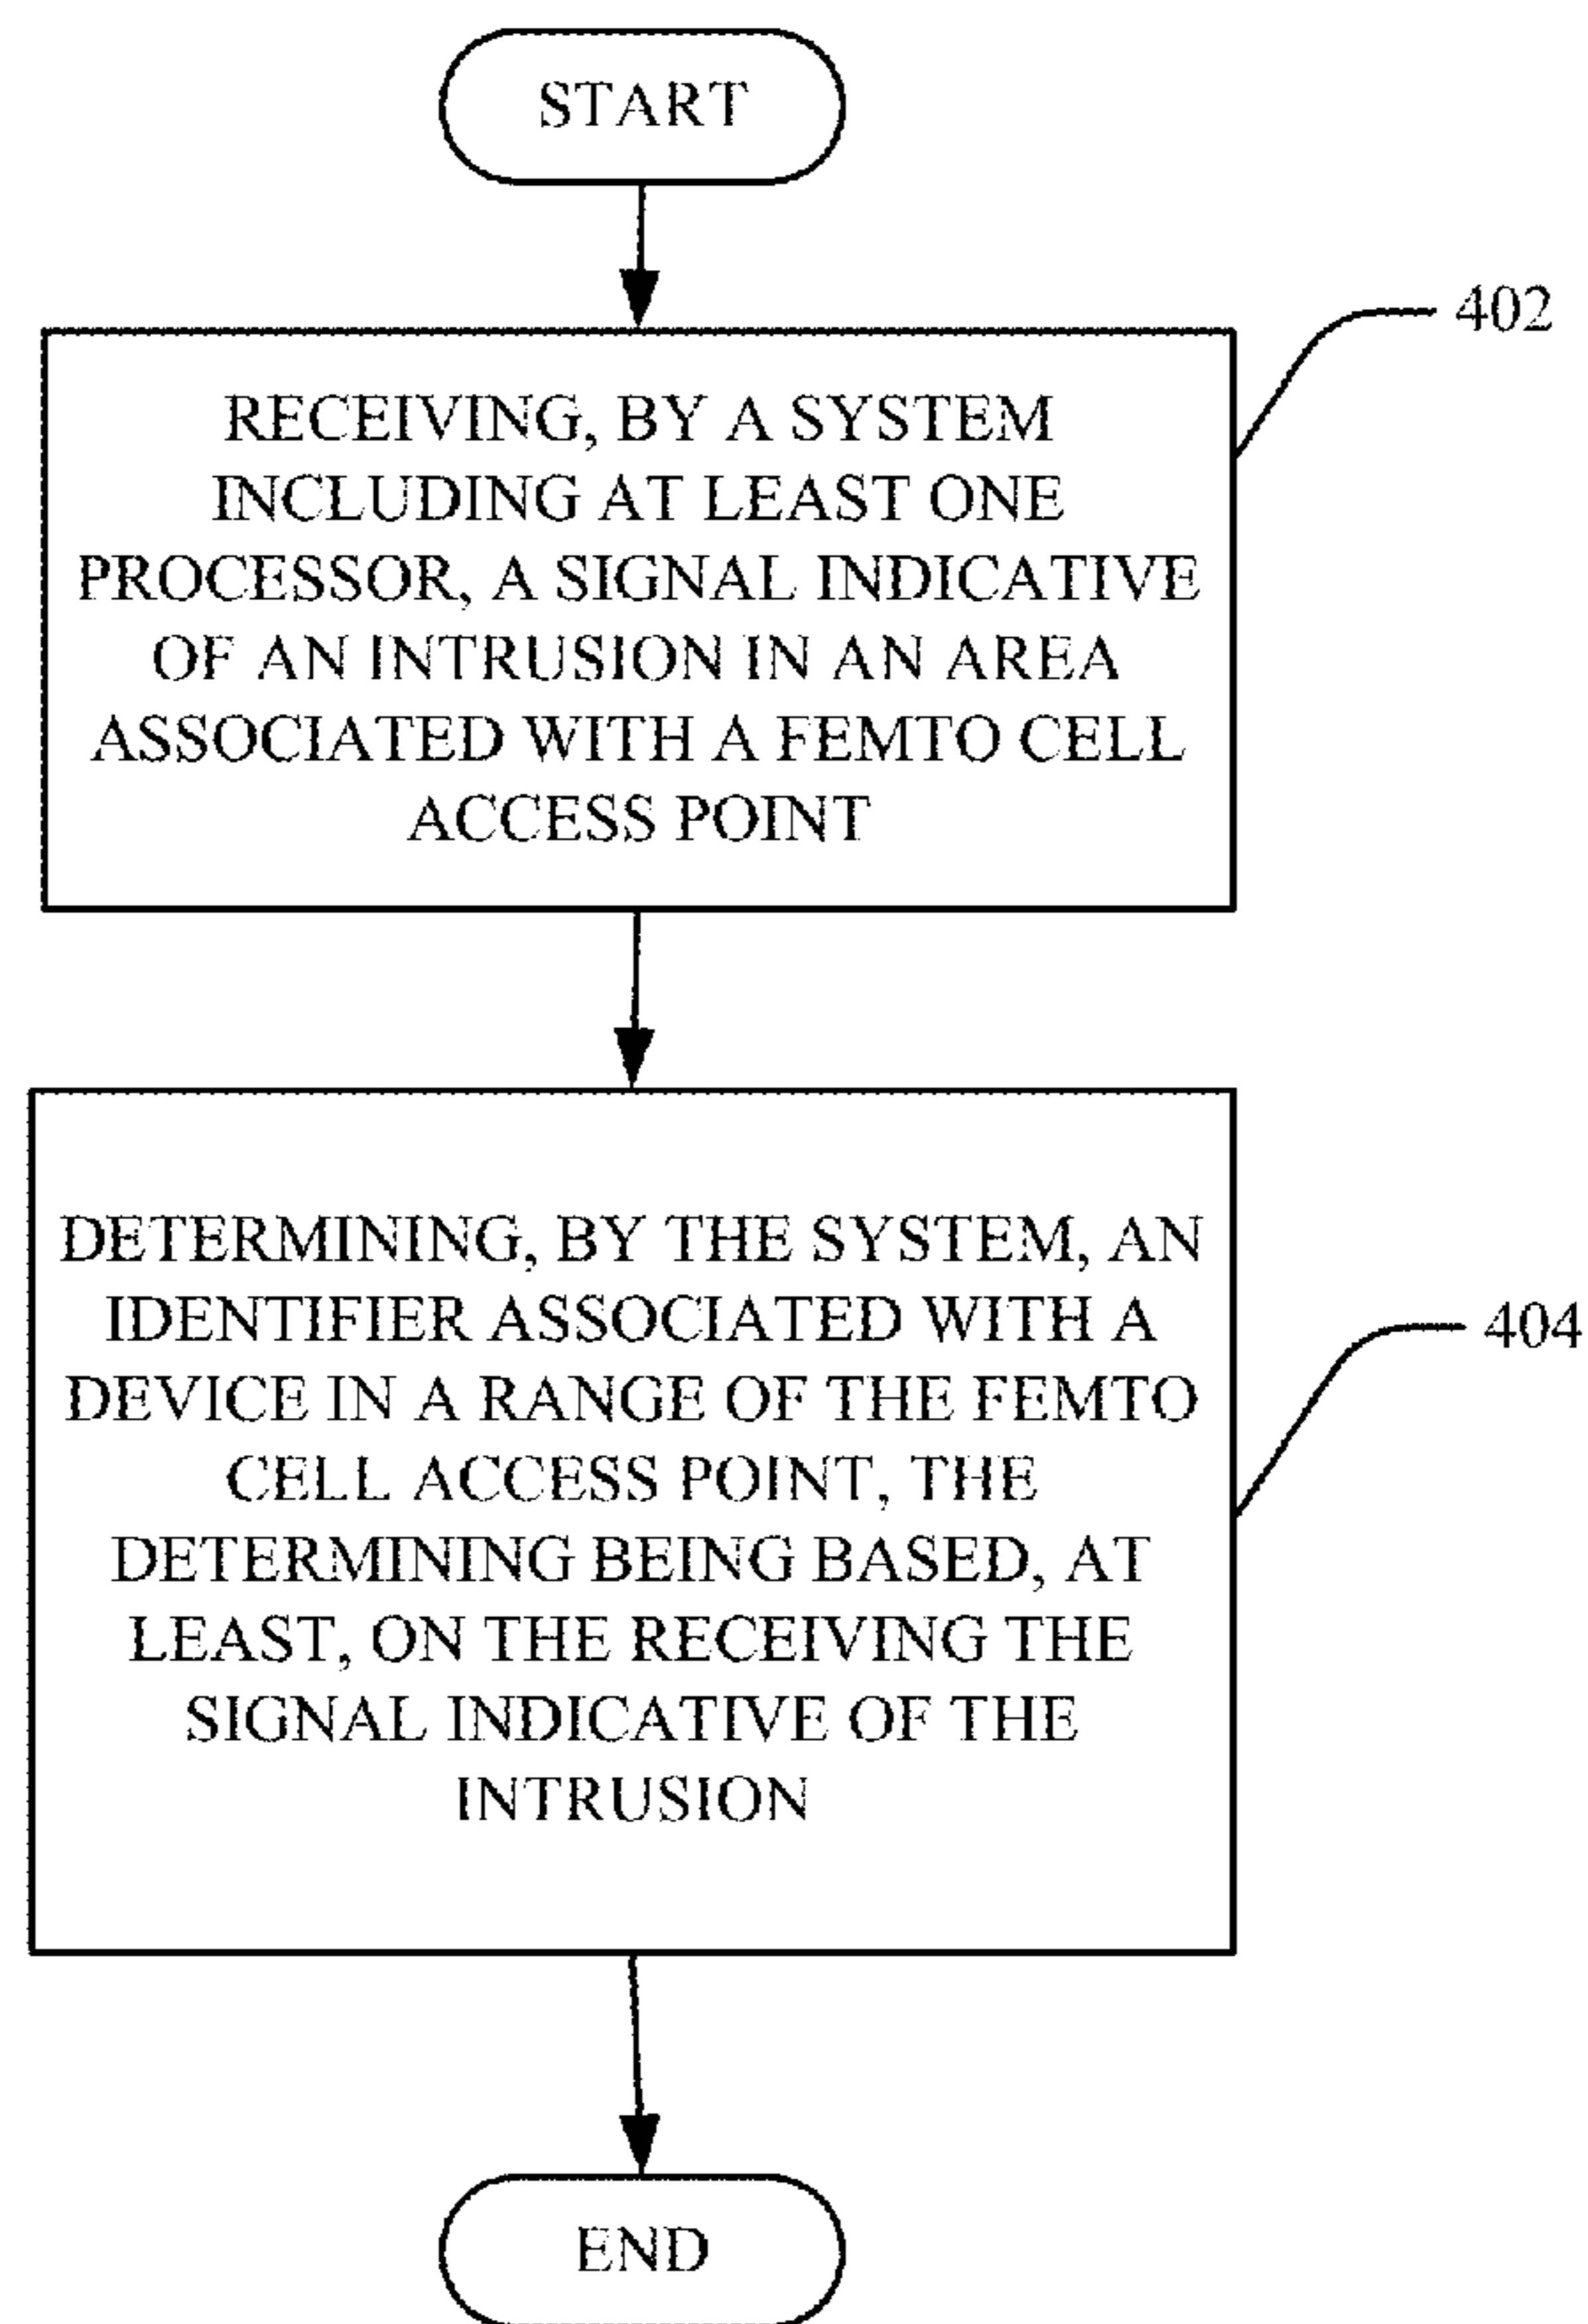 START
402
RECEIVING, BY A SYSTEM
INCLUDING AT LEAST ONE
PROCESSOR, A SIGNAL INDICATIVE
OF AN INTRUSION IN AN AREA
ASSOCIATED WITH A FEMTO CELL
ACCESS POINT
DETERMINING, BY THE SYSTEM, AN
IDENTIFIER ASSOCIATED WITH A
404
DEVICE IN A RANGE OF THE FEMTO
CELL ACCESS POINT, THE
DETERMINING BEING BASED, AT
LEAST, ON THE RECEIVING THE
SIGNAL INDICATIVE OF THE
INTRUSION
END